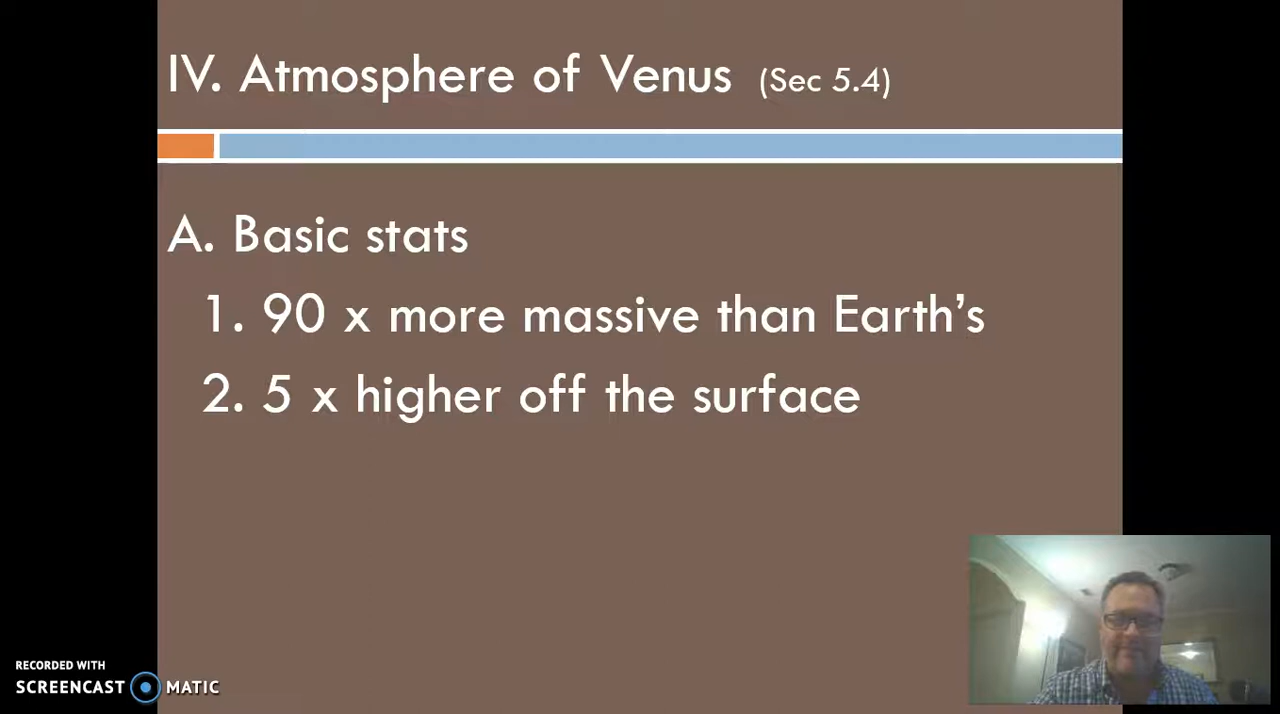 IV. Atmosphere of Venus (Sec 5.4)
A. Basic stats
1. 90 x more massive than Earth’s
2. 5 x higher off the surface
RECORDED WITH
SCREENCAST MATIC